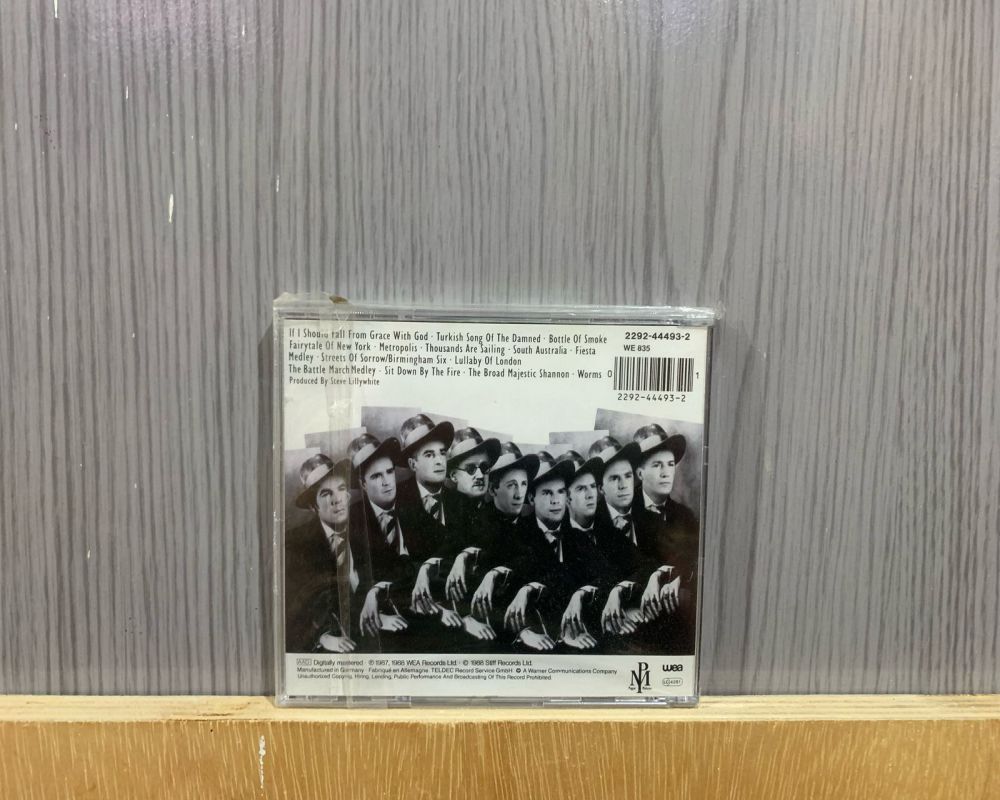 If I Should Fall From Grace With God · Turkish Song Of The Damned · Bottle Of Smoke
Fairytale Of New York · Metropolis · Thousands Are Sailing · South Australia · Fiesta
Medley · Streets Of Sorrow/Birmingham Six · Lullaby Of London
The Battle March Medley · Sit Down By The Fire · The Broad Majestic Shannon · Worms
Produced By Steve Lillywhite
2292-44493-2
WE 835
0 1
2292-44493-2
AAD Digitally mastered · ℗ 1987, 1988 WEA Records Ltd. · © 1988 Stiff Records Ltd.
Manufactured in Germany · Fabriqué en Allemagne. TELDEC Record Service GmbH. A Warner Communications Company
Unauthorized Copying, Hiring, Lending, Public Performance And Broadcasting Of This Record Prohibited.
PM
wea